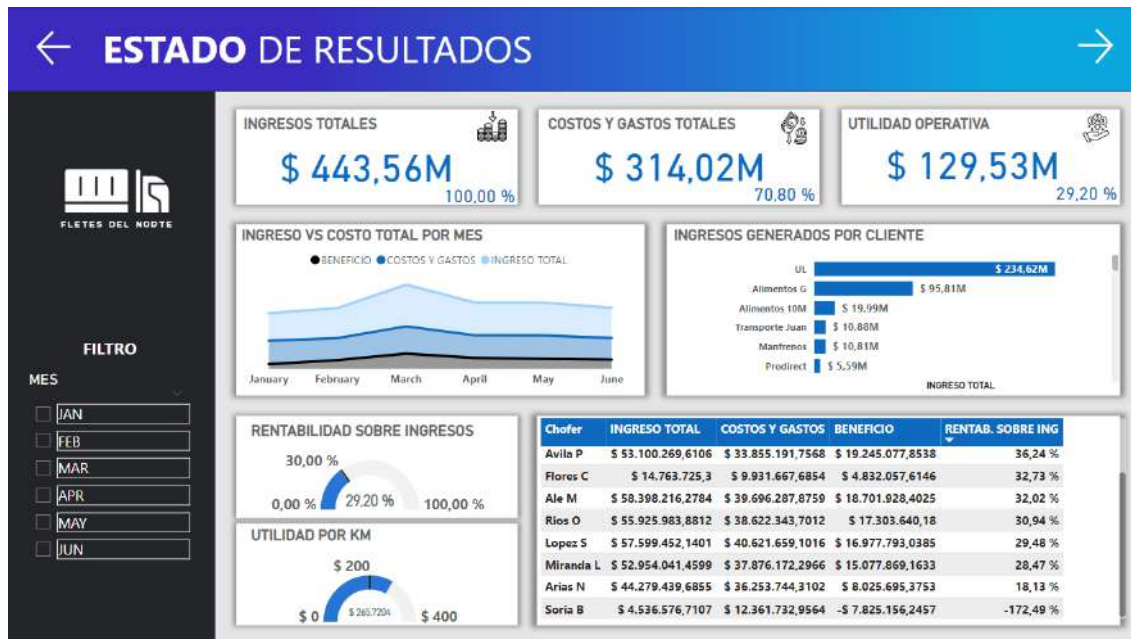 ESTADO DE RESULTADOS
FLETES DEL NORTE
FILTRO
MES
JAN
FEB
MAR
APR
MAY
JUN
INGRESOS TOTALES
$ 443,56M
100,00 %
COSTOS Y GASTOS TOTALES
$ 314,02M
70,80 %
UTILIDAD OPERATIVA
$ 129,53M
29,20 %
INGRESO VS COSTO TOTAL POR MES
BENEFICIO COSTOS Y GASTOS INGRESO TOTAL
January February March April May June
INGRESOS GENERADOS POR CLIENTE
UL $ 234,62M
Alimentos G $ 95,81M
Alimentos 10M $ 19,99M
Transporte Juan $ 10,88M
Manfrenos $ 10,81M
Prodirect $ 5,59M
INGRESO TOTAL
RENTABILIDAD SOBRE INGRESOS
30,00 %
0,00 % 29,20 % 100,00 %
UTILIDAD POR KM
$ 200
$ 0 $ 265,7204 $ 400
Chofer INGRESO TOTAL COSTOS Y GASTOS BENEFICIO RENTAB. SOBRE ING
Avila P $ 53.100.269,6106 $ 33.855.191,7568 $ 19.245.077,8538 36,24 %
Flores C $ 14.763.725,3 $ 9.931.667,6854 $ 4.832.057,6146 32,73 %
Ale M $ 58.398.216,2784 $ 39.696.287,8759 $ 18.701.928,4025 32,02 %
Rios O $ 55.925.983,8812 $ 38.622.343,7012 $ 17.303.640,18 30,94 %
Lopez S $ 57.599.452,1401 $ 40.621.659,1016 $ 16.977.793,0385 29,48 %
Miranda L $ 52.954.041,4599 $ 37.876.172,2966 $ 15.077.869,1633 28,47 %
Arias N $ 44.279.439,6855 $ 36.253.744,3102 $ 8.025.695,3753 18,13 %
Soria B $ 4.536.576,7107 $ 12.361.732,9564 -$ 7.825.156,2457 -172,49 %